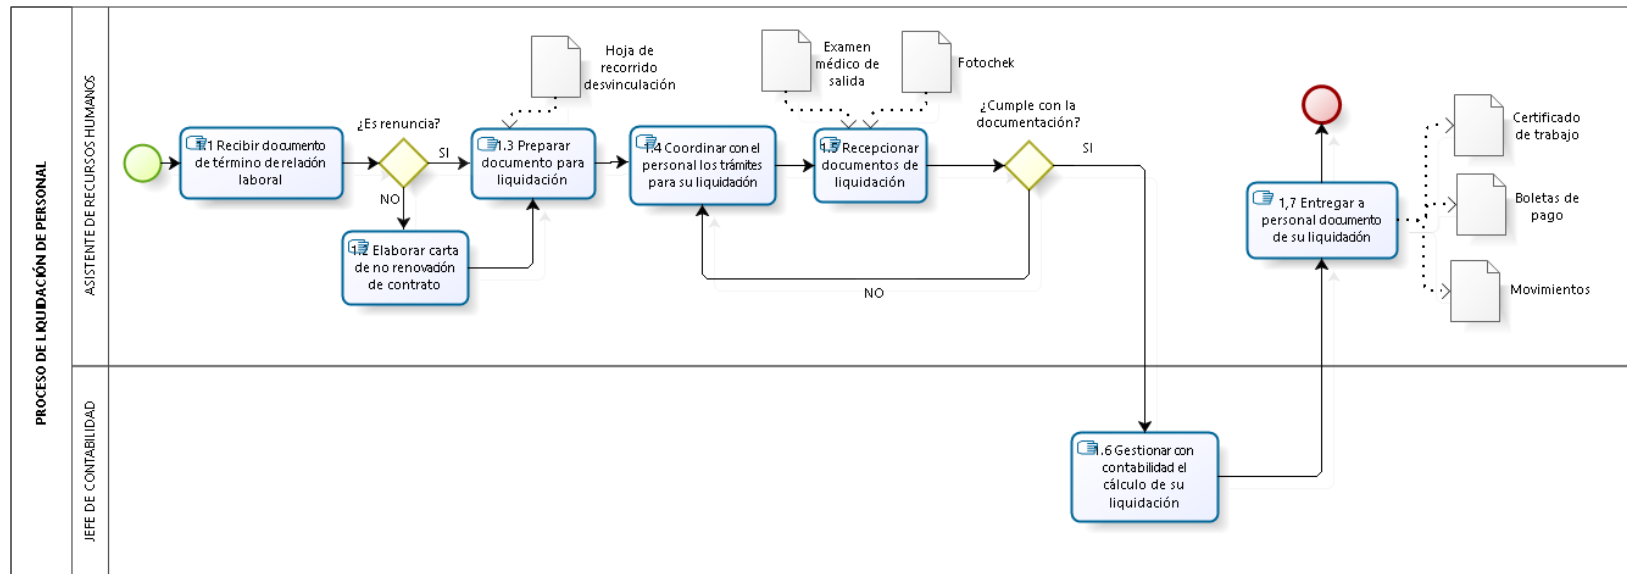 PROCESO DE LIQUIDACIÓN DE PERSONAL
ASISTENTE DE RECURSOS HUMANOS
1.1 Recibir documento
de término de relación
laboral
¿Es renuncia?
SI
NO
1.2 Elaborar carta
de no renovación
de contrato
Hoja de
recorrido
desvinculación
1.3 Preparar
documento para
liquidación
1.4 Coordinar con el
personal los trámites
para su liquidación
Examen
médico de
salida
Fotochek
1.5 Recepcionar
documentos de
liquidación
¿Cumple con la
documentación?
SI
NO
1,7 Entregar a
personal documento
de su liquidación
Certificado
de trabajo
Boletas de
pago
Movimientos
JEFE DE CONTABILIDAD
1.6 Gestionar con
contabilidad el
cálculo de su
liquidación